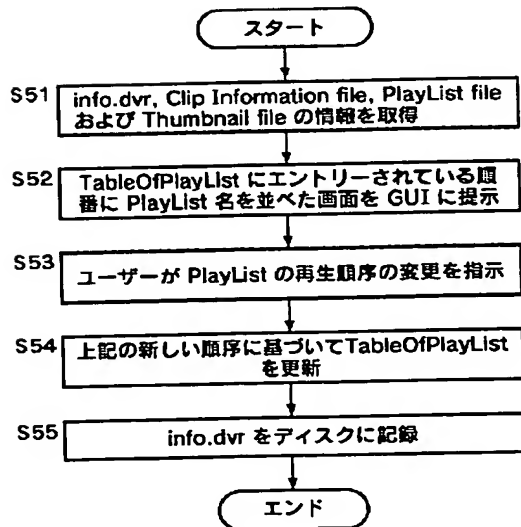 スタート
S51
info.dvr, Clip Information file, PlayList file
および Thumbnail file の情報を取得
S52
TableOfPlayList にエントリーされている順
番に PlayList 名を並べた画面を GUI に提示
S53
ユーザーが PlayList の再生順序の変更を指示
S54
上記の新しい順序に基づいてTableOfPlayList
を更新
S55
info.dvr をディスクに記録
エンド